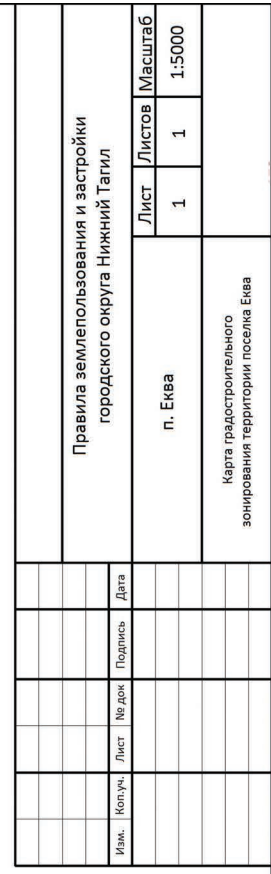 Правила землепользования и застройки
городского округа Нижний Тагил
Изм. Кол.уч. Лист № док Подпись Дата
п. Еква
Лист Листов Масштаб
1 1 1:5000
Карта градостроительного
зонирования территории поселка Еква